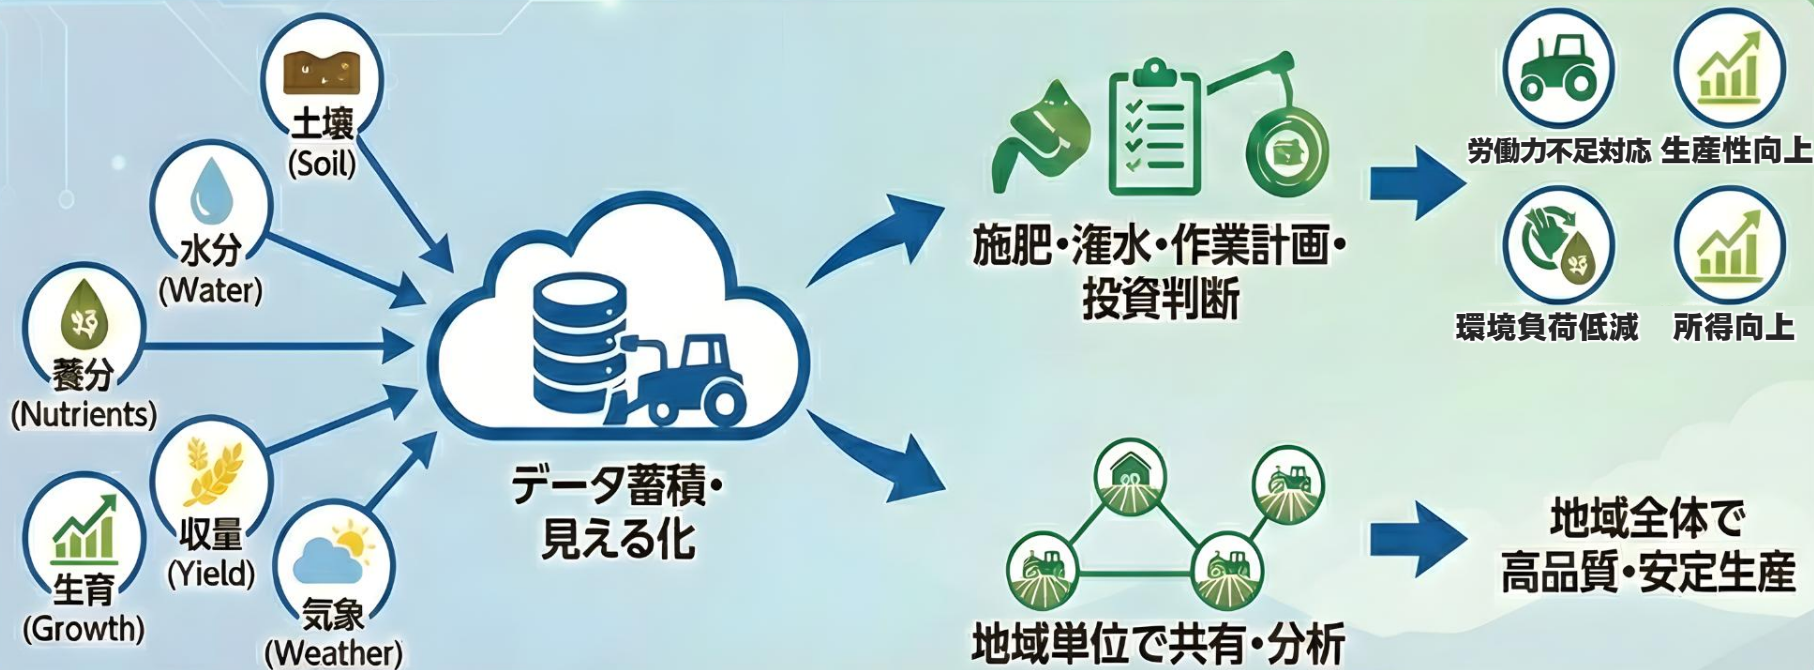 土壌
(Soil)
水分
(Water)
養分
(Nutrients)
収量
(Yield)
生育
(Growth)
気象
(Weather)
データ蓄積・
見える化
施肥・潅水・作業計画・
投資判断
労働力不足対応
生産性向上
環境負荷低減
所得向上
地域単位で共有・分析
地域全体で
高品質・安定生産